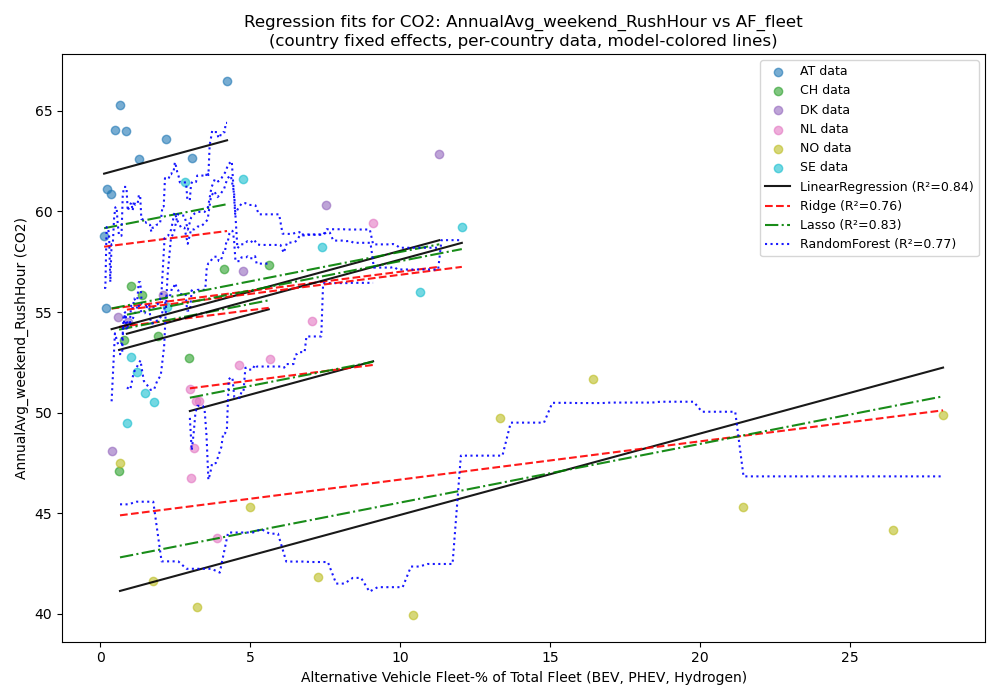 Regression fits for CO2: AnnualAvg_weekend_RushHour vs AF_fleet
(country fixed effects, per-country data, model-colored lines)
AT data
CH data
DK data
NL data
NO data
SE data
LinearRegression (R²=0.84)
Ridge (R²=0.76)
Lasso (R²=0.83)
RandomForest (R²=0.77)
AnnualAvg_weekend_RushHour (CO2)
65
60
55
50
45
40
0 5 10 15 20 25
Alternative Vehicle Fleet-% of Total Fleet (BEV, PHEV, Hydrogen)